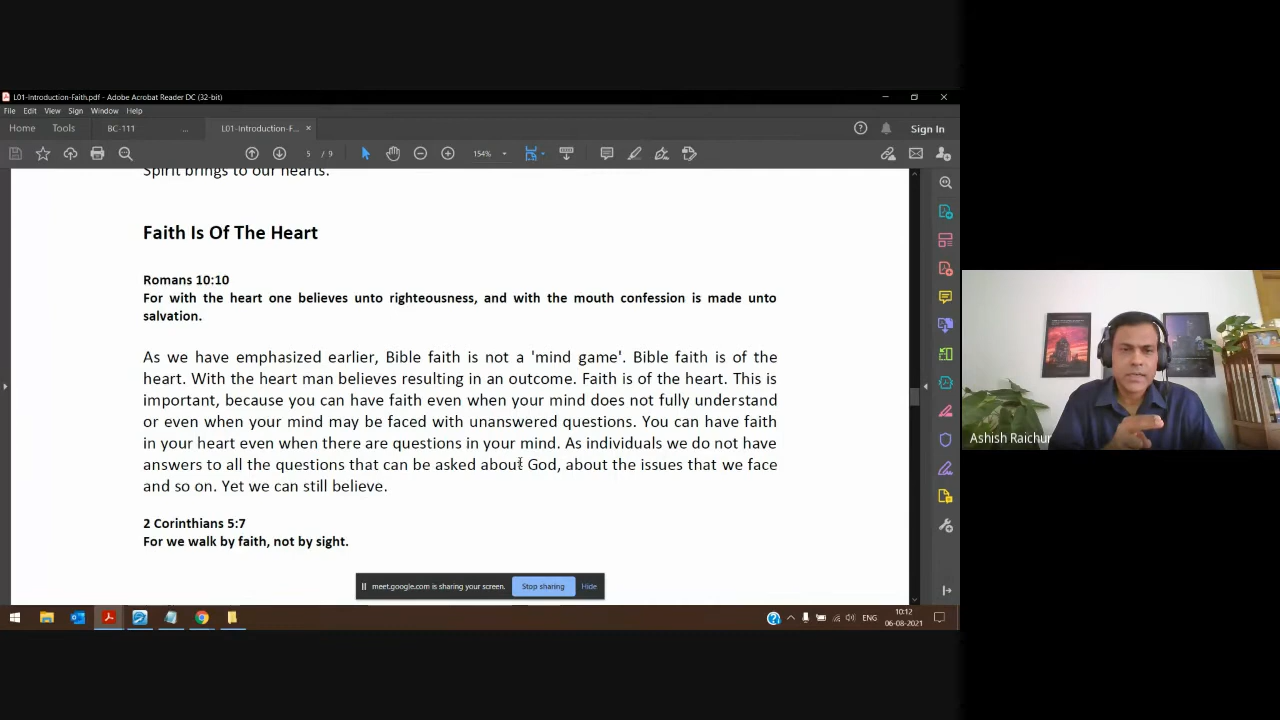 L01-Introduction-Faith.pdf - Adobe Acrobat Reader DC (32-bit)
File Edit View Sign Window Help
Home Tools BC-111 ... L01-Introduction-F... ×
Sign In
5 / 9 154%
Spirit brings to our hearts.
Faith Is Of The Heart
Romans 10:10
For with the heart one believes unto righteousness, and with the mouth confession is made unto
salvation.
As we have emphasized earlier, Bible faith is not a 'mind game'. Bible faith is of the
heart. With the heart man believes resulting in an outcome. Faith is of the heart. This is
important, because you can have faith even when your mind does not fully understand
or even when your mind may be faced with unanswered questions. You can have faith
in your heart even when there are questions in your mind. As individuals we do not have
answers to all the questions that can be asked about God, about the issues that we face
and so on. Yet we can still believe.
2 Corinthians 5:7
For we walk by faith, not by sight.
meet.google.com is sharing your screen. Stop sharing Hide
ENG
10:12
06-08-2021
Ashish Raichur